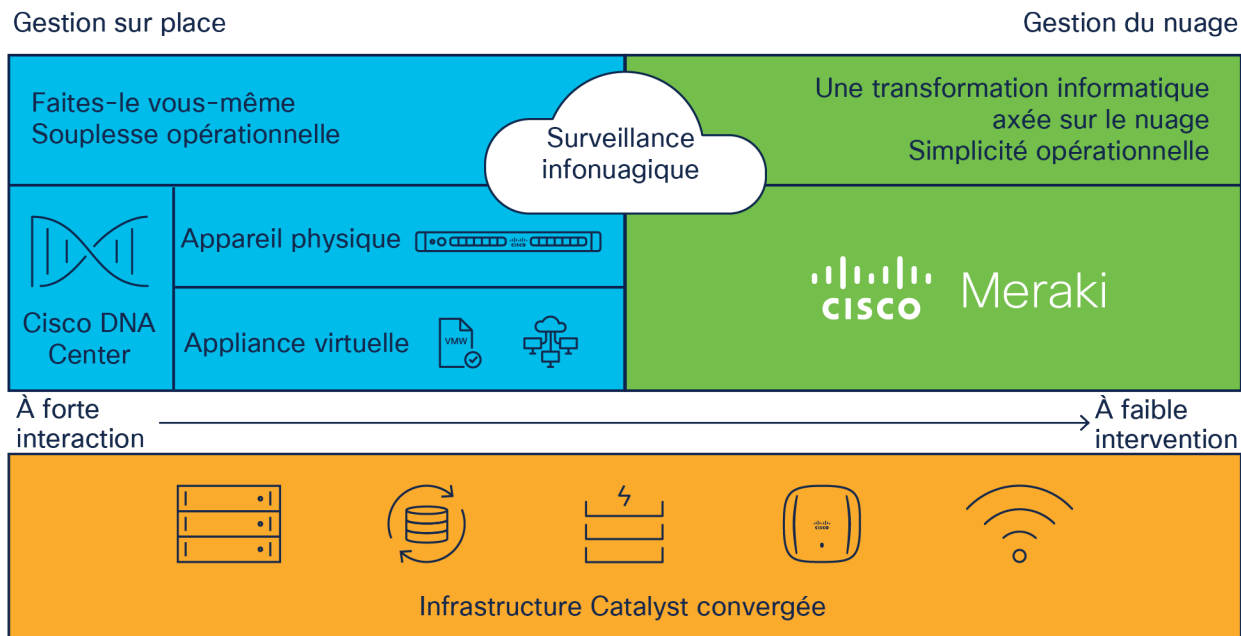 Gestion sur place
Gestion du nuage
Faites-le vous-même
Souplesse opérationnelle
Surveillance
infonuagique
Une transformation informatique
axée sur le nuage
Simplicité opérationnelle
Cisco DNA
Center
Appareil physique
cisco
Appliance virtuelle
VMW
CISCO Meraki
À forte
interaction
À faible
intervention
cisco
Infrastructure Catalyst convergée